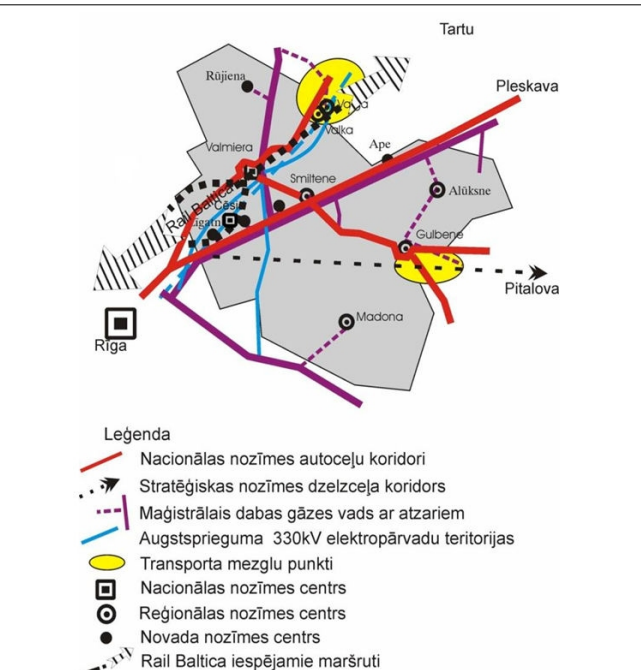 Tartu
Pleskava
Rūjiena
Valka
Valmiera
Ape
Smiltene
Alūksne
Rail Baltica
Cēsis
Gulbene
Pitalova
Madona
Rīga
Leģenda
Nacionālas nozīmes autoceļu koridori
Stratēģiskas nozīmes dzelzceļa koridors
Maģistrālais dabas gāzes vads ar atzariem
Augstsprieguma 330kV elektropārvadu teritorijas
Transporta mezglu punkti
Nacionālas nozīmes centrs
Reģionālas nozīmes centrs
Novada nozīmes centrs
Rail Baltica iespējamie maršruti